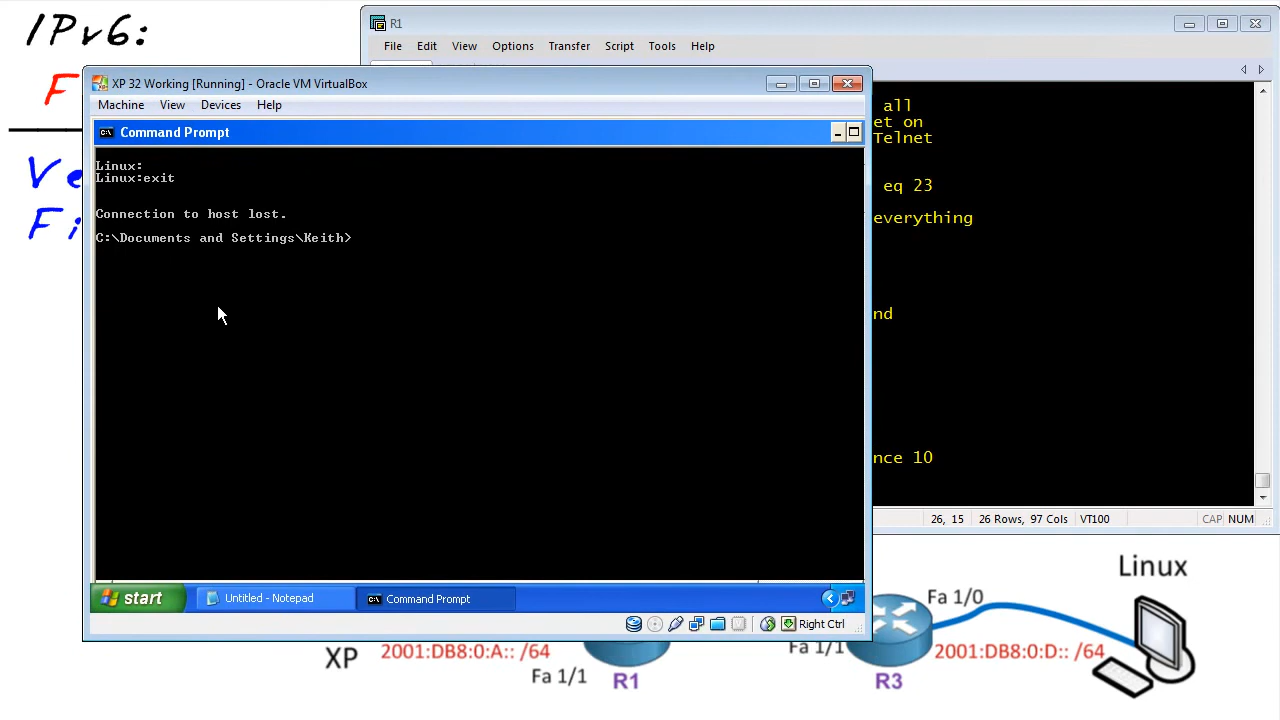 IPv6:
F
Ve
Fi
R1
File Edit View Options Transfer Script Tools Help
XP 32 Working [Running] - Oracle VM VirtualBox
Machine View Devices Help
Command Prompt
Linux:
Linux:exit
Connection to host lost.
C:\Documents and Settings\Keith>
all
et on
Telnet
eq 23
everything
nd
nce 10
26, 15 26 Rows, 97 Cols VT100 CAP NUM
start Untitled - Notepad Command Prompt
Right Ctrl
XP
2001:DB8:0:A:: /64
Fa 1/1
R1
Fa 1/1
R3
Fa 1/0
2001:DB8:0:D:: /64
Linux